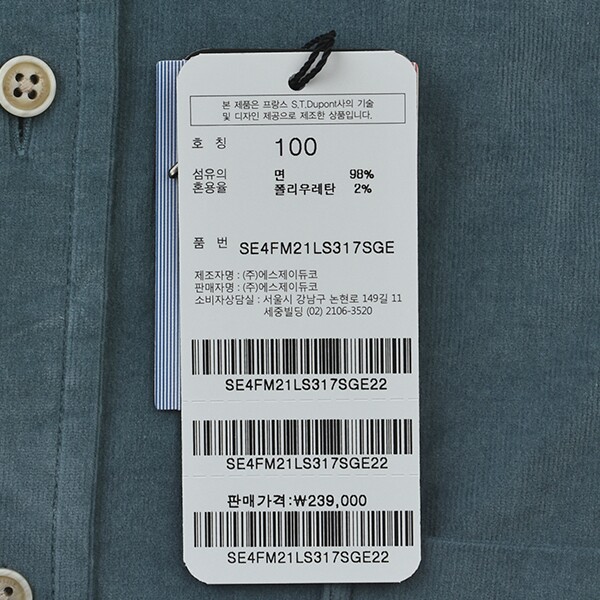 본 제품은 프랑스 S.T.Dupont사의 기술
및 디자인 제공으로 제조한 상품입니다.
호 칭 100
섬유의 면 98%
혼용율 폴리우레탄 2%
품 번 SE4FM21LS317SGE
제조자명 : (주)에스제이듀코
판매자명 : (주)에스제이듀코
소비자상담실 : 서울시 강남구 논현로 149길 11
세중빌딩 (02) 2106-3520
SE4FM21LS317SGE22
SE4FM21LS317SGE22
판매가격:₩239,000
SE4FM21LS317SGE22